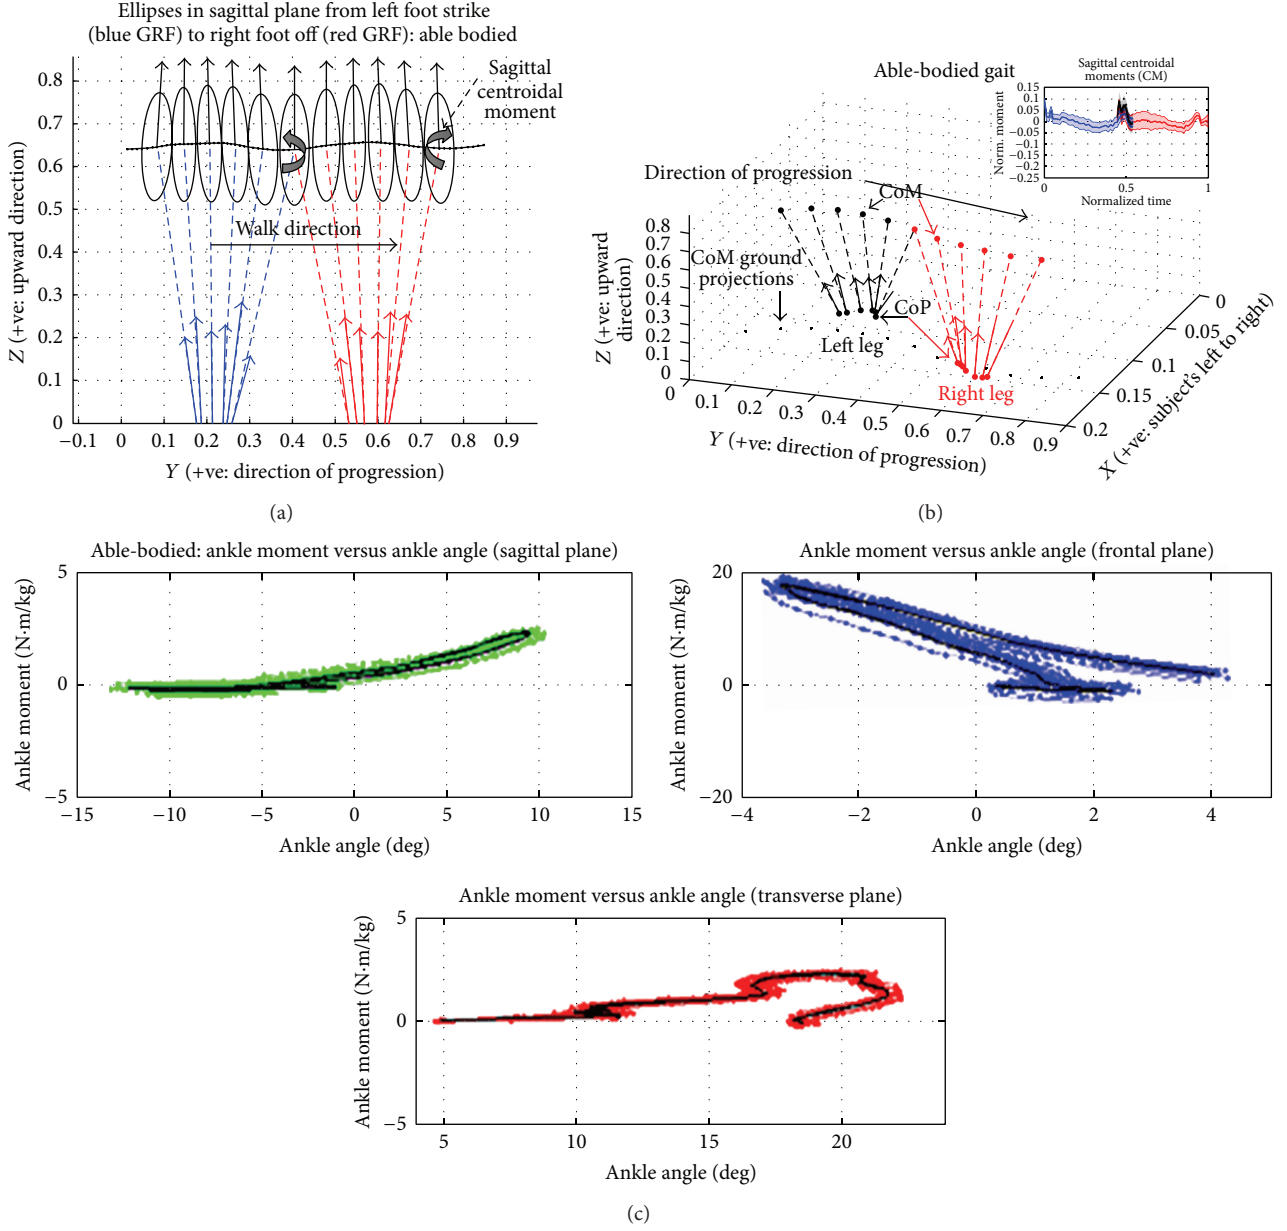 Ellipses in sagittal plane from left foot strike
(blue GRF) to right foot off (red GRF): able bodied
Sagittal
centroidal
moment
Walk direction
Z (+ve: upward direction)
0.8
0.7
0.6
0.5
0.4
0.3
0.2
0.1
0
−0.1 0 0.1 0.2 0.3 0.4 0.5 0.6 0.7 0.8 0.9
Y (+ve: direction of progression)
(a)
Able-bodied gait
Sagittal centroidal
moments (CM)
Norm. moment
0.15
0.1
0.05
0
−0.05
−0.1
−0.15
−0.2
−0.25
0 0.5 1
Normalized time
Direction of progression
CoM
CoM ground
projections
CoP
Left leg
Right leg
Z (+ve: upward
direction)
0.8
0.7
0.6
0.5
0.4
0.3
0.2
0.1
0
0 0.1 0.2 0.3 0.4 0.5 0.6 0.7 0.8 0.9
Y (+ve: direction of progression)
0
0.05
0.1
0.15
0.2
X (+ve: subject's left to right)
(b)
Able-bodied: ankle moment versus ankle angle (sagittal plane)
Ankle moment (N·m/kg)
5
0
−5
−15 −10 −5 0 5 10 15
Ankle angle (deg)
Ankle moment versus ankle angle (frontal plane)
Ankle moment (N·m/kg)
20
10
0
−20
−4 −2 0 2 4
Ankle angle (deg)
Ankle moment versus ankle angle (transverse plane)
Ankle moment (N·m/kg)
5
0
−5
5 10 15 20
Ankle angle (deg)
(c)